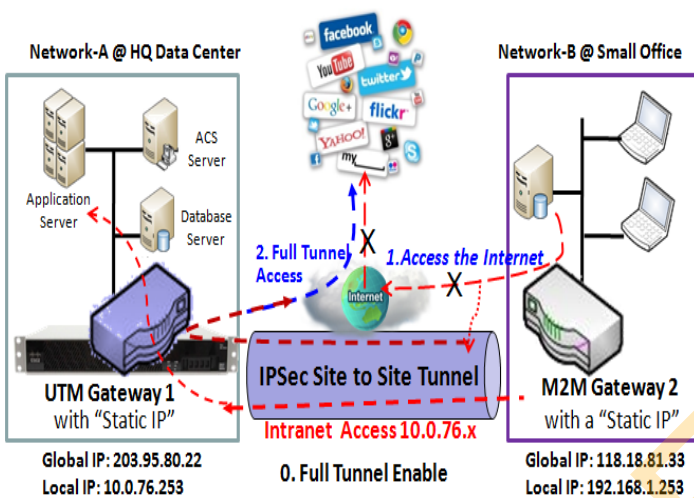 Network-A @ HQ Data Center
Network-B @ Small Office
facebook
You Tube
twitter
Google+
flickr
YAHOO!
g+
my___
ACS
Server
Application
Server
Database
Server
2. Full Tunnel
Access
1.Access the Internet
X
X
Internet
IPSec Site to Site Tunnel
UTM Gateway 1
with “Static IP”
M2M Gateway 2
with a “Static IP”
Intranet Access 10.0.76.x
Global IP: 203.95.80.22
Local IP: 10.0.76.253
0. Full Tunnel Enable
Global IP: 118.18.81.33
Local IP: 192.168.1.253